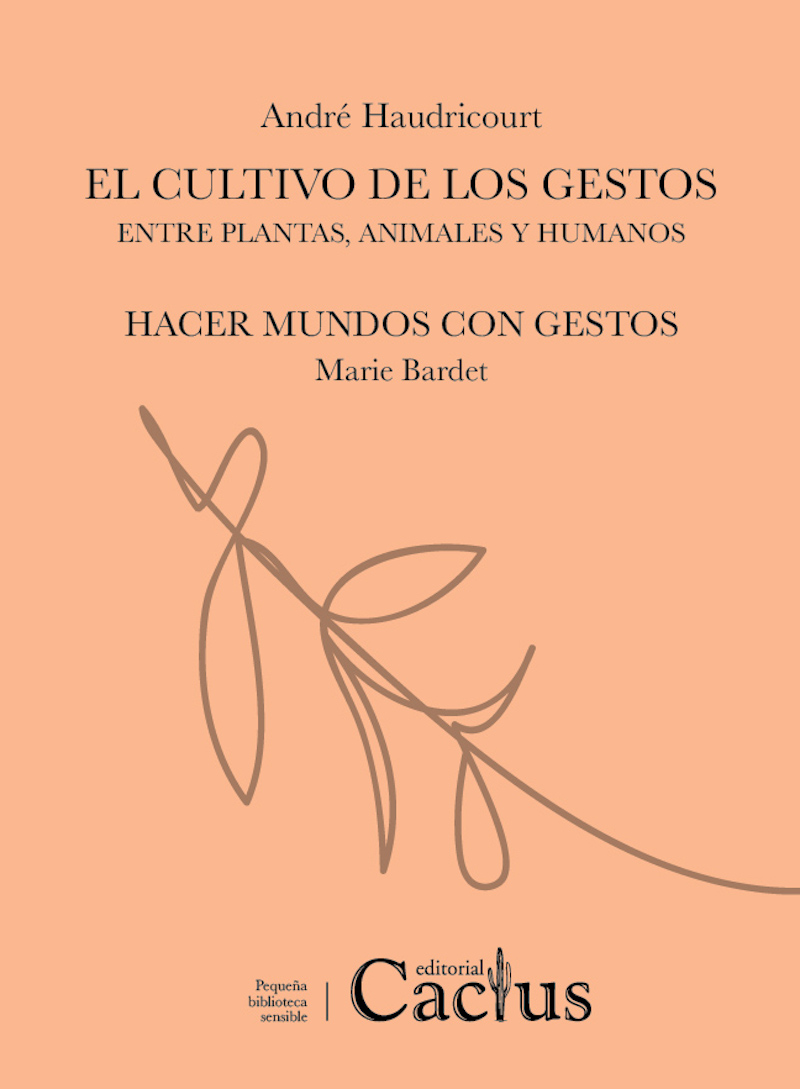 André Haudricourt
EL CULTIVO DE LOS GESTOS
ENTRE PLANTAS, ANIMALES Y HUMANOS
HACER MUNDOS CON GESTOS
Marie Bardet
Pequeña
biblioteca
sensible
editorial
Cactus